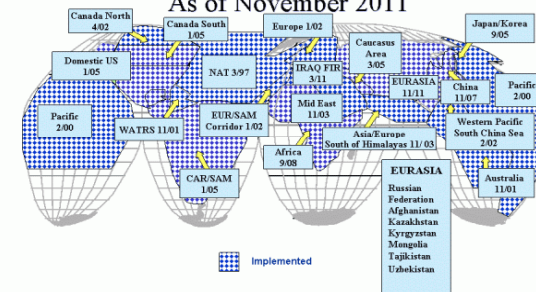 As of November 2011
Canada North
4/02
Canada South
1/05
Europe 1/02
Japan/Korea
9/05
Caucasus
Area
3/05
Domestic US
1/05
NAT 3/97
IRAQ FIR
3/11
EURASIA
11/11
China
11/07
Pacific
2/00
Pacific
2/00
Mid East
11/03
WATRS 11/01
EUR/SAM
Corridor 1/02
Western Pacific
South China Sea
2/02
Asia/Europe
South of Himalayas 11/03
Africa
9/08
CAR/SAM
1/05
Australia
11/01
EURASIA
Russian
Federation
Afghanistan
Kazakhstan
Kyrgyzstan
Mongolia
Tajikistan
Uzbekistan
Implemented